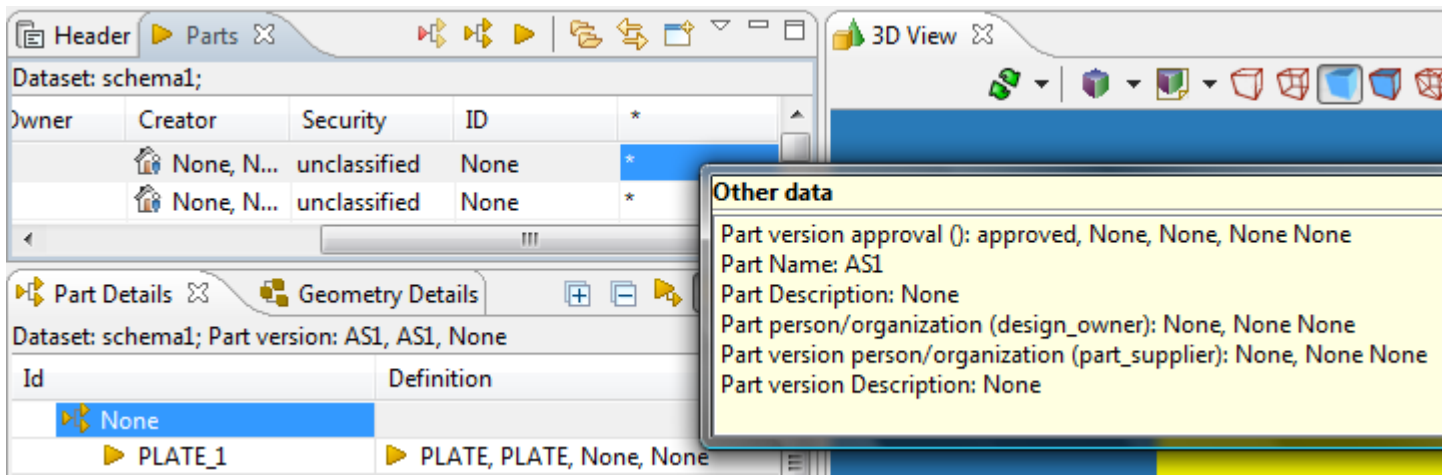 Header Parts
3D View
Dataset: schema1;
Owner Creator Security ID *
None, N... unclassified None *
None, N... unclassified None *
Other data
Part version approval (): approved, None, None, None None
Part Name: AS1
Part Description: None
Part person/organization (design_owner): None, None None
Part version person/organization (part_supplier): None, None None
Part version Description: None
Part Details Geometry Details
Dataset: schema1; Part version: AS1, AS1, None
Id Definition
None
PLATE_1 PLATE, PLATE, None, None